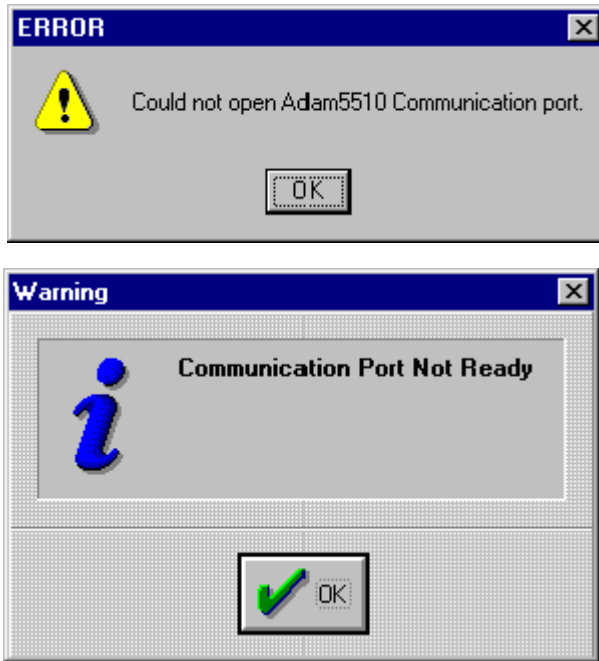 ERROR
Could not open Adam5510 Communication port.
OK
Warning
Communication Port Not Ready
OK